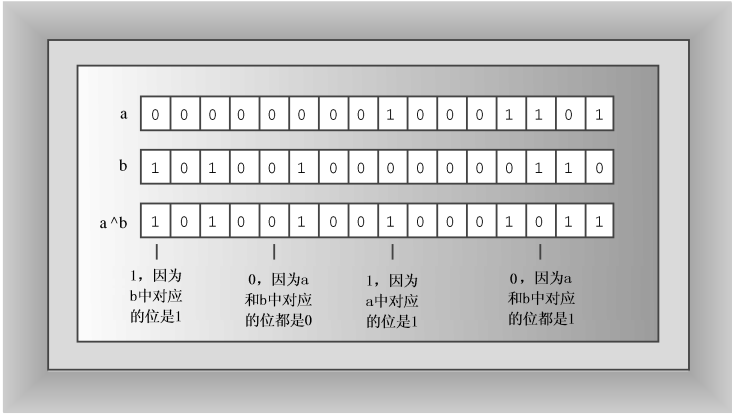 a 0 0 0 0 0 0 0 0 1 0 0 0 1 1 0 1
b 1 0 1 0 0 1 0 0 0 0 0 0 0 1 1 0
a^b 1 0 1 0 0 1 0 0 1 0 0 0 1 0 1 1
1，因为
b中对应
的位是1
0，因为a
和b中对应
的位都是0
1，因为
a中对应
的位是1
0，因为a
和b中对应
的位都是1